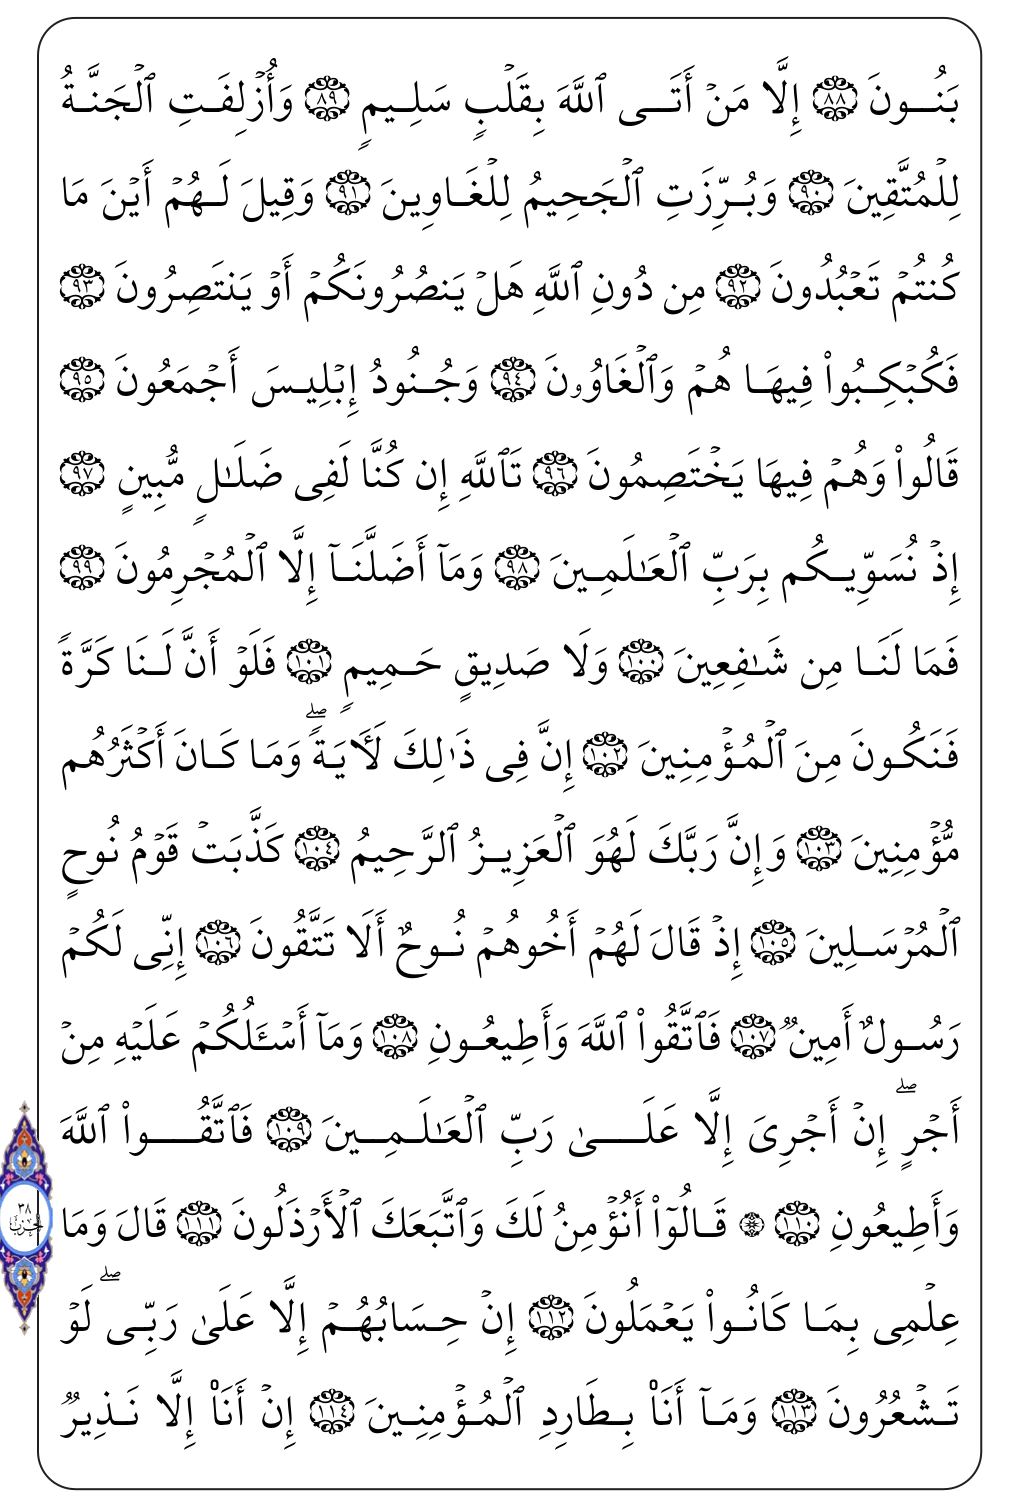 بَنُونَ ٨٨ إِلَّا مَنۡ أَتَى ٱللَّهَ بِقَلۡبٖ سَلِيمٖ ٨٩ وَأُزۡلِفَتِ ٱلۡجَنَّةُ
لِلۡمُتَّقِينَ ٩٠ وَبُرِّزَتِ ٱلۡجَحِيمُ لِلۡغَاوِينَ ٩١ وَقِيلَ لَهُمۡ أَيۡنَ مَا
كُنتُمۡ تَعۡبُدُونَ ٩٢ مِن دُونِ ٱللَّهِ هَلۡ يَنصُرُونَكُمۡ أَوۡ يَنتَصِرُونَ ٩٣
فَكُبۡكِبُواْ فِيهَا هُمۡ وَٱلۡغَاوُۥنَ ٩٤ وَجُنُودُ إِبۡلِيسَ أَجۡمَعُونَ ٩٥
قَالُواْ وَهُمۡ فِيهَا يَخۡتَصِمُونَ ٩٦ تَٱللَّهِ إِن كُنَّا لَفِى ضَلَٰلٖ مُّبِينٍ ٩٧
إِذۡ نُسَوِّيكُم بِرَبِّ ٱلۡعَٰلَمِينَ ٩٨ وَمَآ أَضَلَّنَآ إِلَّا ٱلۡمُجۡرِمُونَ ٩٩
فَمَا لَنَا مِن شَٰفِعِينَ ١٠٠ وَلَا صَدِيقٍ حَمِيمٖ ١٠١ فَلَوۡ أَنَّ لَنَا كَرَّةٗ
فَنَكُونَ مِنَ ٱلۡمُؤۡمِنِينَ ١٠٢ إِنَّ فِى ذَٰلِكَ لَأٓيَةٗۖ وَمَا كَانَ أَكۡثَرُهُم
مُّؤۡمِنِينَ ١٠٣ وَإِنَّ رَبَّكَ لَهُوَ ٱلۡعَزِيزُ ٱلرَّحِيمُ ١٠٤ كَذَّبَتۡ قَوۡمُ نُوحٍ
ٱلۡمُرۡسَلِينَ ١٠٥ إِذۡ قَالَ لَهُمۡ أَخُوهُمۡ نُوحٌ أَلَا تَتَّقُونَ ١٠٦ إِنِّى لَكُمۡ
رَسُولٌ أَمِينٞ ١٠٧ فَٱتَّقُواْ ٱللَّهَ وَأَطِيعُونِ ١٠٨ وَمَآ أَسۡـَٔلُكُمۡ عَلَيۡهِ مِنۡ
أَجۡرٍۖ إِنۡ أَجۡرِىَ إِلَّا عَلَىٰ رَبِّ ٱلۡعَٰلَمِينَ ١٠٩ فَٱتَّقُواْ ٱللَّهَ
وَأَطِيعُونِ ١١٠ ۞ قَالُوٓاْ أَنُؤۡمِنُ لَكَ وَٱتَّبَعَكَ ٱلۡأَرۡذَلُونَ ١١١ قَالَ وَمَا
عِلۡمِى بِمَا كَانُواْ يَعۡمَلُونَ ١١٢ إِنۡ حِسَابُهُمۡ إِلَّا عَلَىٰ رَبِّىۖ لَوۡ
تَشۡعُرُونَ ١١٣ وَمَآ أَنَا۠ بِطَارِدِ ٱلۡمُؤۡمِنِينَ ١١٤ إِنۡ أَنَا۠ إِلَّا نَذِيرٞ
٣٨
الحزب